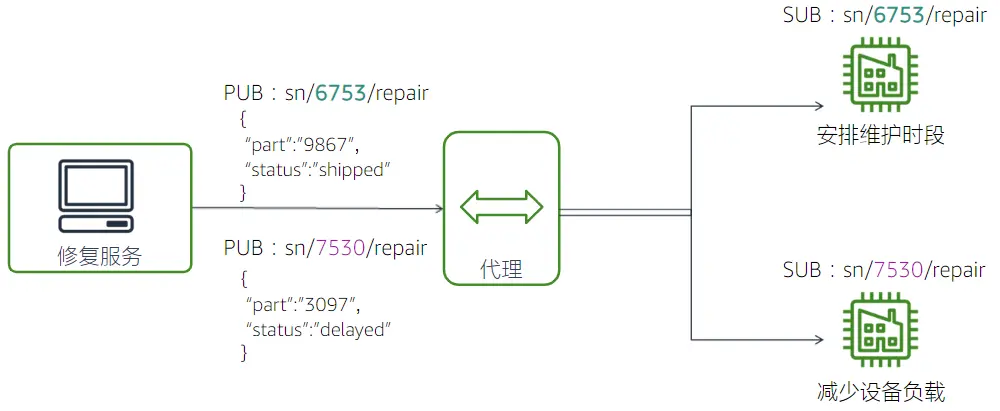 SUB：sn/6753/repair
安排维护时段
PUB：sn/6753/repair
{
“part”:”9867”,
“status”:”shipped”
}
修复服务
PUB：sn/7530/repair
{
“part”:”3097”,
“status”:”delayed”
}
代理
SUB：sn/7530/repair
减少设备负载